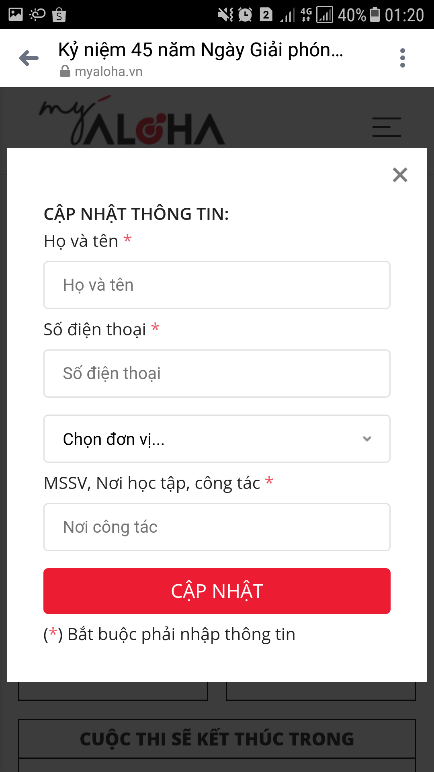 2 4G 40% 01:20
Kỷ niệm 45 năm Ngày Giải phón...
myaloha.vn
my ALOHA
CẬP NHẬT THÔNG TIN:
Họ và tên *
Họ và tên
Số điện thoại *
Số điện thoại
Chọn đơn vị...
MSSV, Nơi học tập, công tác *
Nơi công tác
CẬP NHẬT
(*) Bắt buộc phải nhập thông tin
CUỘC THI SẼ KẾT THÚC TRONG